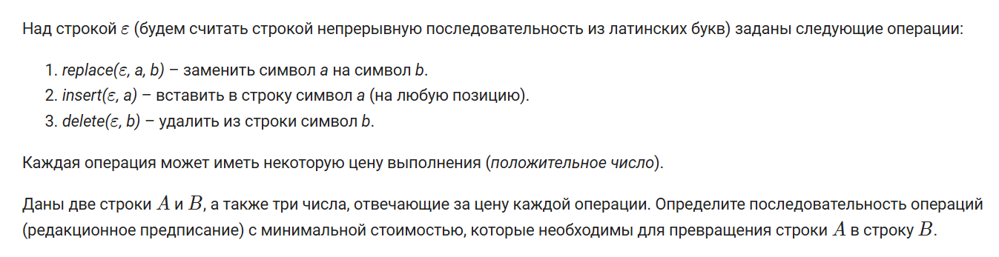 Над строкой ε (будем считать строкой непрерывную последовательность из латинских букв) заданы следующие операции:
1. replace(ε, a, b) – заменить символ a на символ b.
2. insert(ε, a) – вставить в строку символ a (на любую позицию).
3. delete(ε, b) – удалить из строки символ b.
Каждая операция может иметь некоторую цену выполнения (положительное число).
Даны две строки A и B, а также три числа, отвечающие за цену каждой операции. Определите последовательность операций
(редакционное предписание) с минимальной стоимостью, которые необходимы для превращения строки A в строку B.